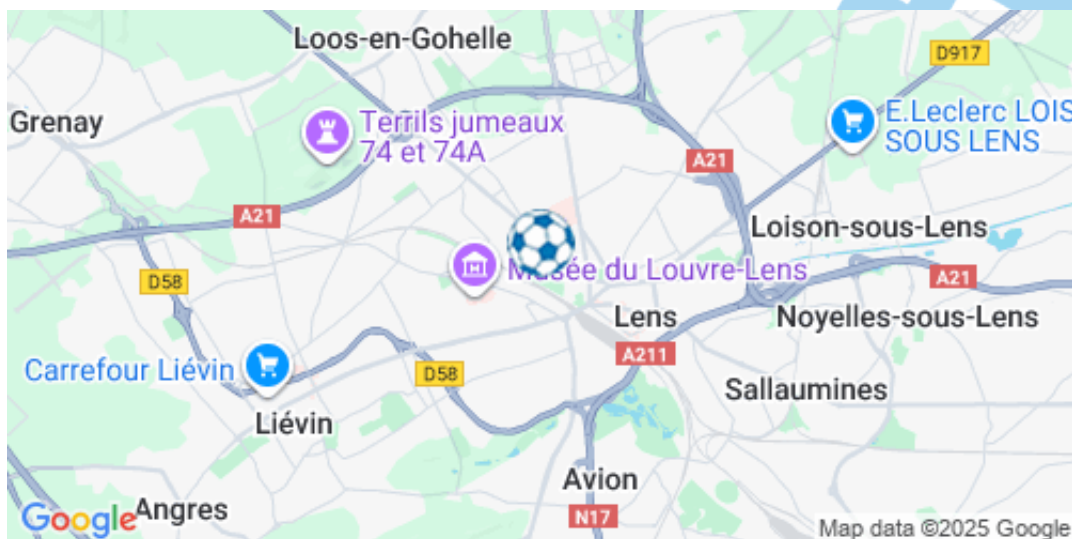 Loos-en-Gohelle
D917
Grenay
Terrils jumeaux
74 et 74A
E.Leclerc LOIS
SOUS LENS
A21
A21
Loison-sous-Lens
Musée du Louvre-Lens
D58
A21
Lens
Noyelles-sous-Lens
A211
Carrefour Liévin
D58
Sallaumines
Liévin
Avion
Google
Angres
N17
Map data ©2025 Google